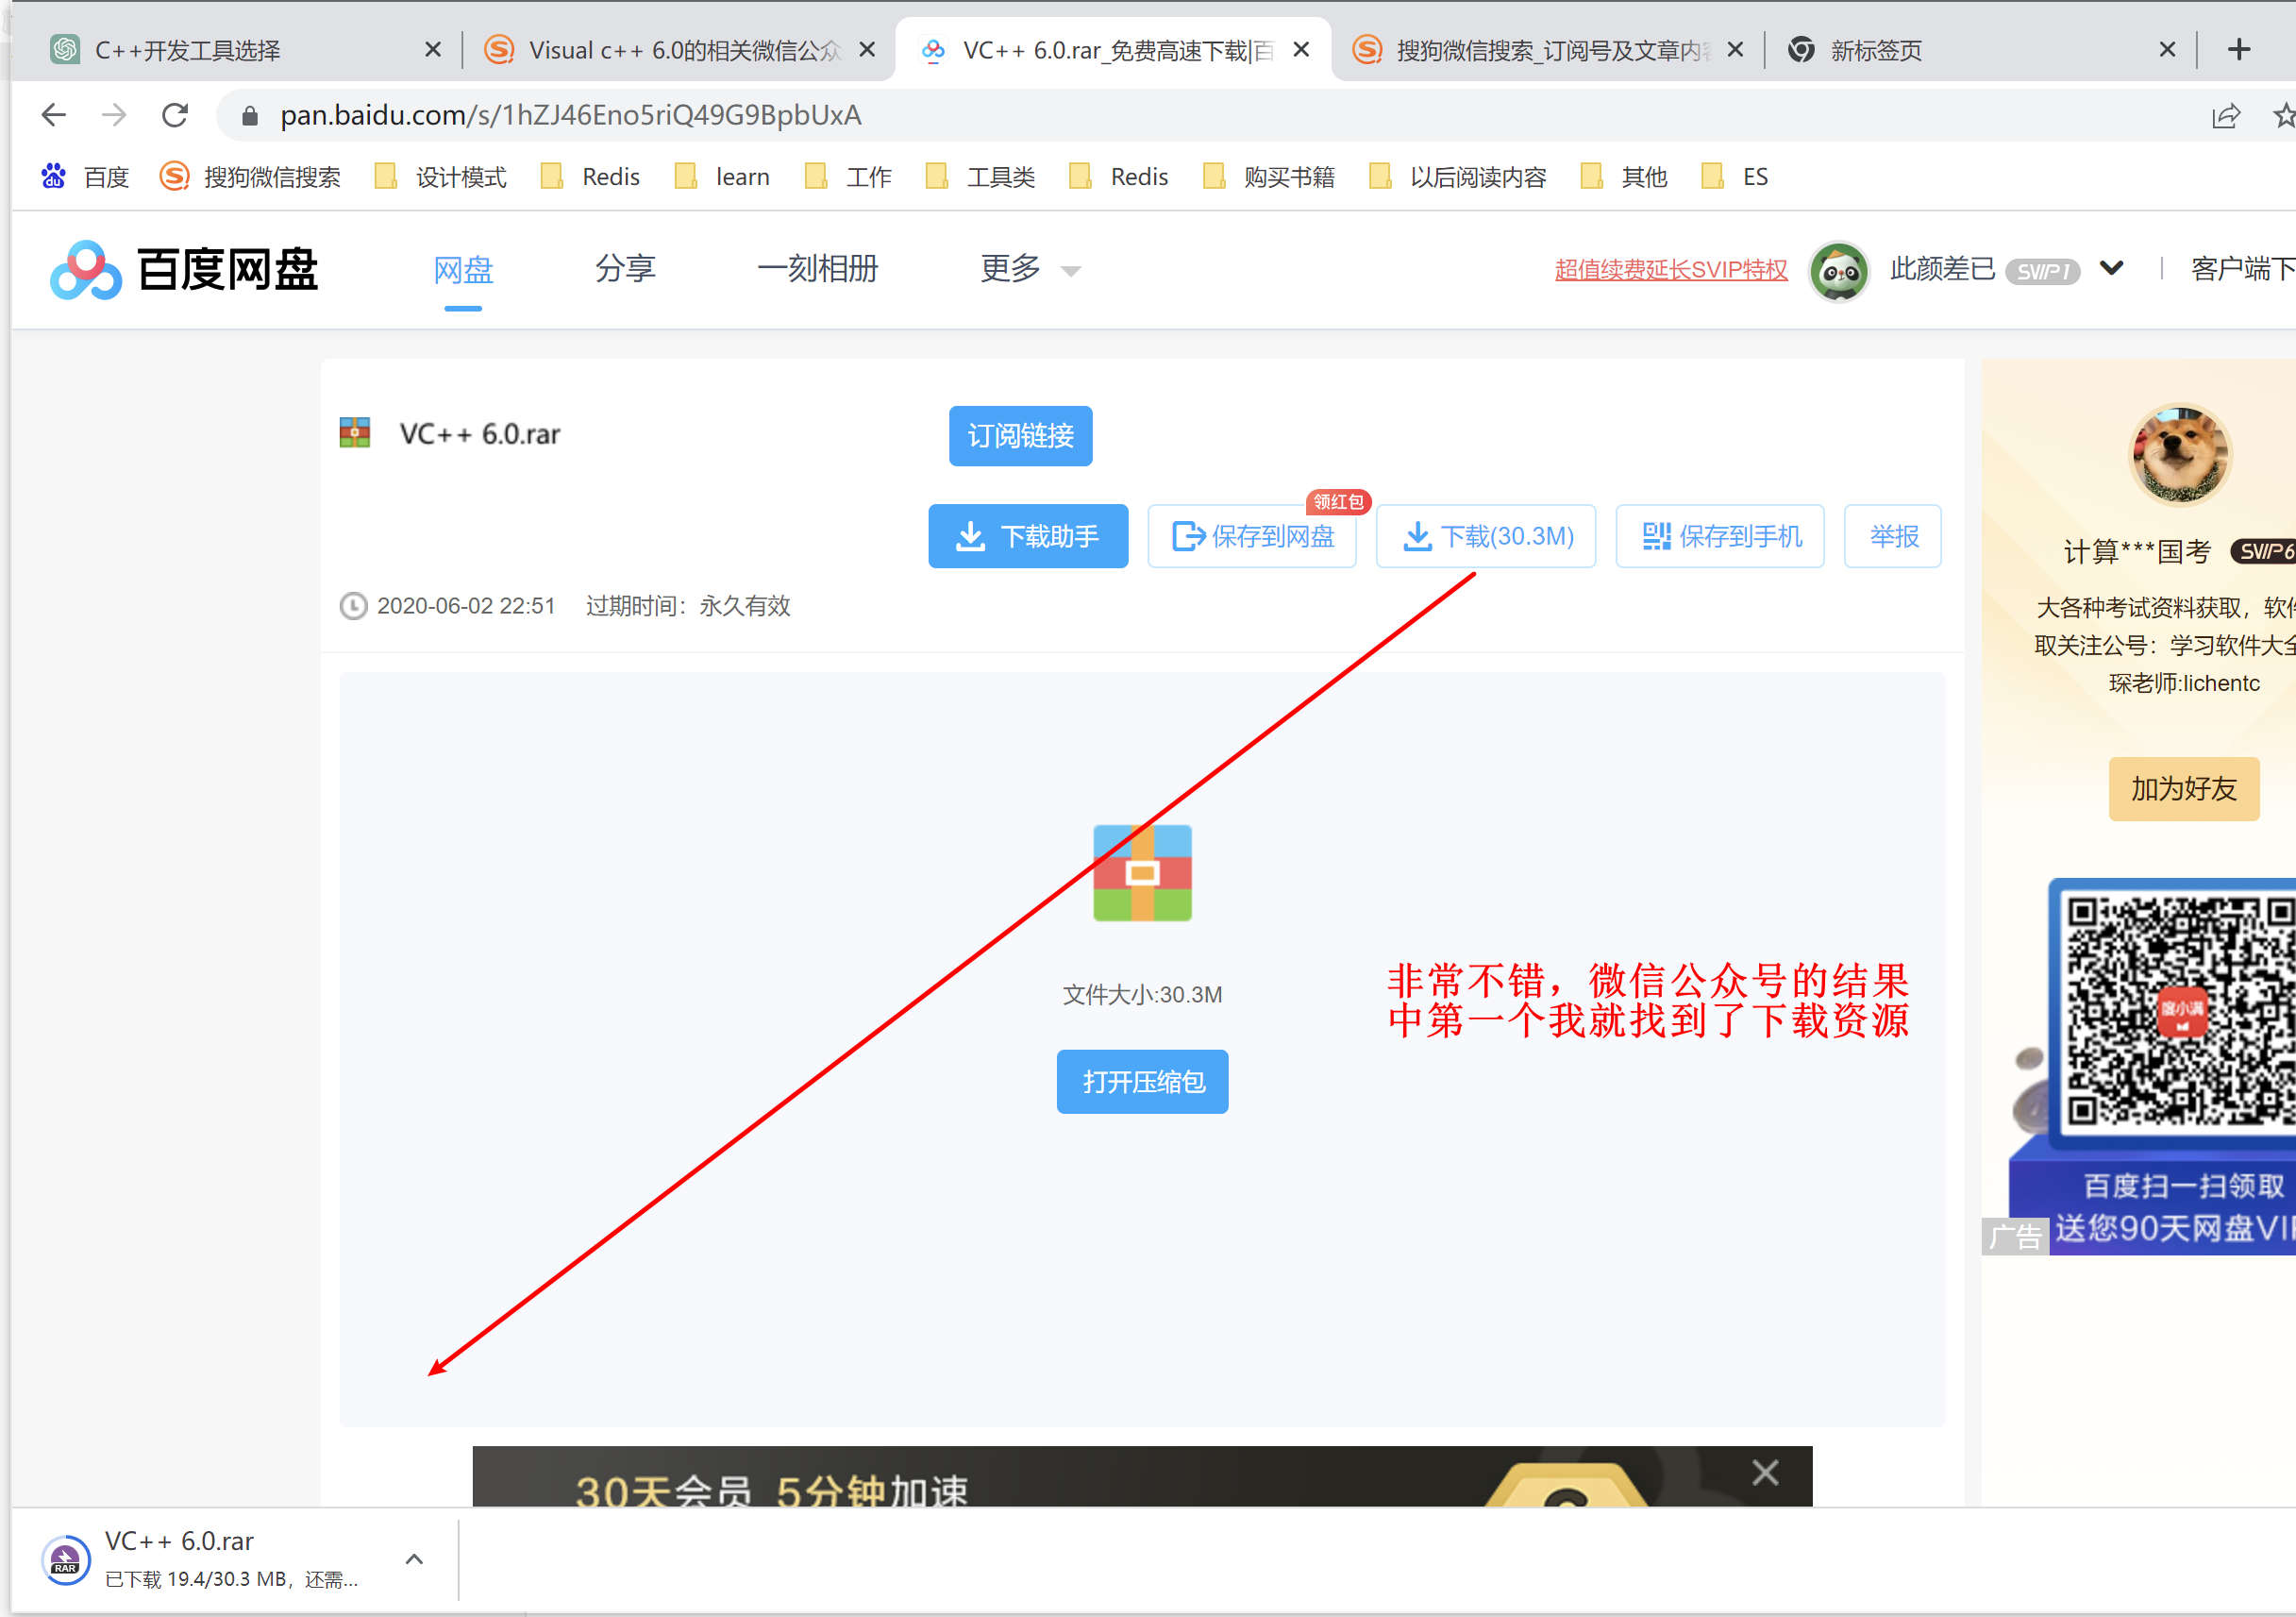 C++开发工具选择
Visual c++ 6.0的相关微信公众
VC++ 6.0.rar_免费高速下载|百
搜狗微信搜索_订阅号及文章内容
新标签页
pan.baidu.com/s/1hZJ46Eno5riQ49G9BpbUxA
百度
搜狗微信搜索
设计模式
Redis
learn
工作
工具类
Redis
购买书籍
以后阅读内容
其他
ES
百度网盘
网盘
分享
一刻相册
更多
超值续费延长SVIP特权
此颜差已
SVIP1
客户端下
VC++ 6.0.rar
订阅链接
下载助手
保存到网盘
领红包
下载(30.3M)
保存到手机
举报
2020-06-02 22:51 过期时间：永久有效
文件大小:30.3M
打开压缩包
非常不错，微信公众号的结果
中第一个我就找到了下载资源
计算***国考
SVIP6
大各种考试资料获取，软件
取关注公号：学习软件大全
琛老师:lichentc
加为好友
度小满
百度扫一扫领取
送您90天网盘VIP
广告
30天会员 5分钟加速
VC++ 6.0.rar
RAR
已下载 19.4/30.3 MB，还需...